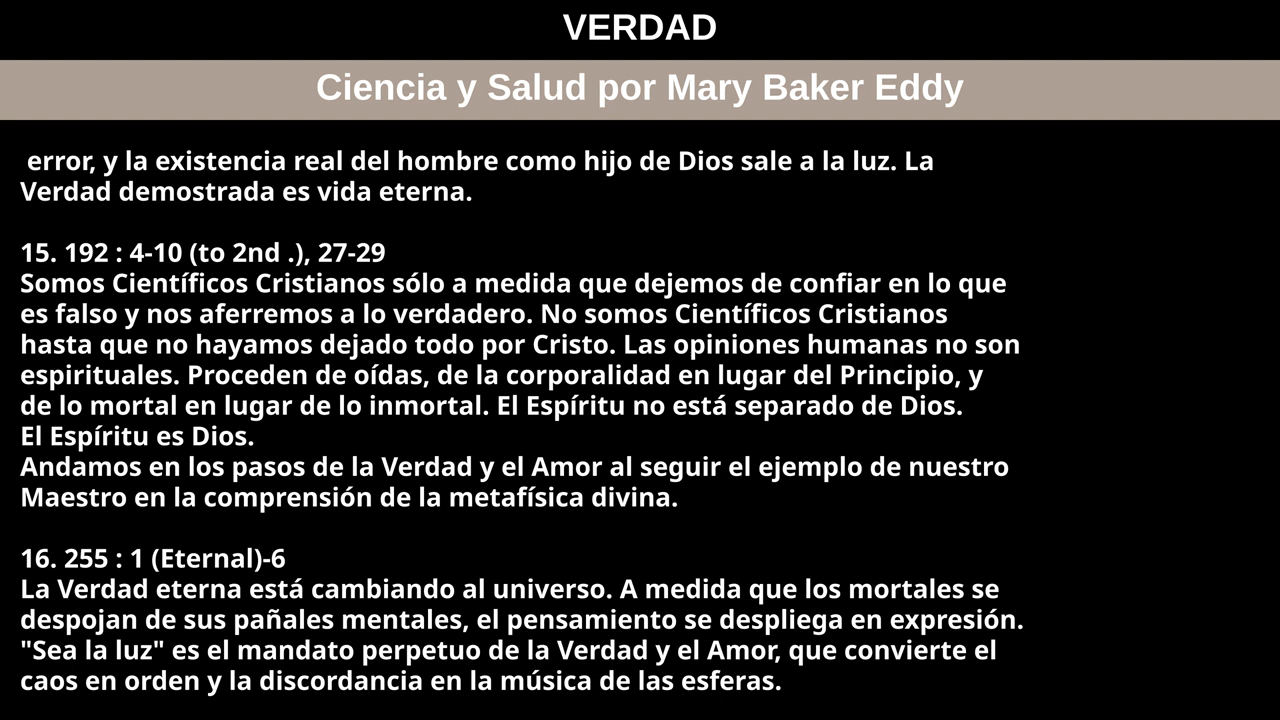 VERDAD
Ciencia y Salud por Mary Baker Eddy
error, y la existencia real del hombre como hijo de Dios sale a la luz. La
Verdad demostrada es vida eterna.
15. 192 : 4-10 (to 2nd .), 27-29
Somos Científicos Cristianos sólo a medida que dejemos de confiar en lo que
es falso y nos aferremos a lo verdadero. No somos Científicos Cristianos
hasta que no hayamos dejado todo por Cristo. Las opiniones humanas no son
espirituales. Proceden de oídas, de la corporalidad en lugar del Principio, y
de lo mortal en lugar de lo inmortal. El Espíritu no está separado de Dios.
El Espíritu es Dios.
Andamos en los pasos de la Verdad y el Amor al seguir el ejemplo de nuestro
Maestro en la comprensión de la metafísica divina.
16. 255 : 1 (Eternal)-6
La Verdad eterna está cambiando al universo. A medida que los mortales se
despojan de sus pañales mentales, el pensamiento se despliega en expresión.
"Sea la luz" es el mandato perpetuo de la Verdad y el Amor, que convierte el
caos en orden y la discordancia en la música de las esferas.